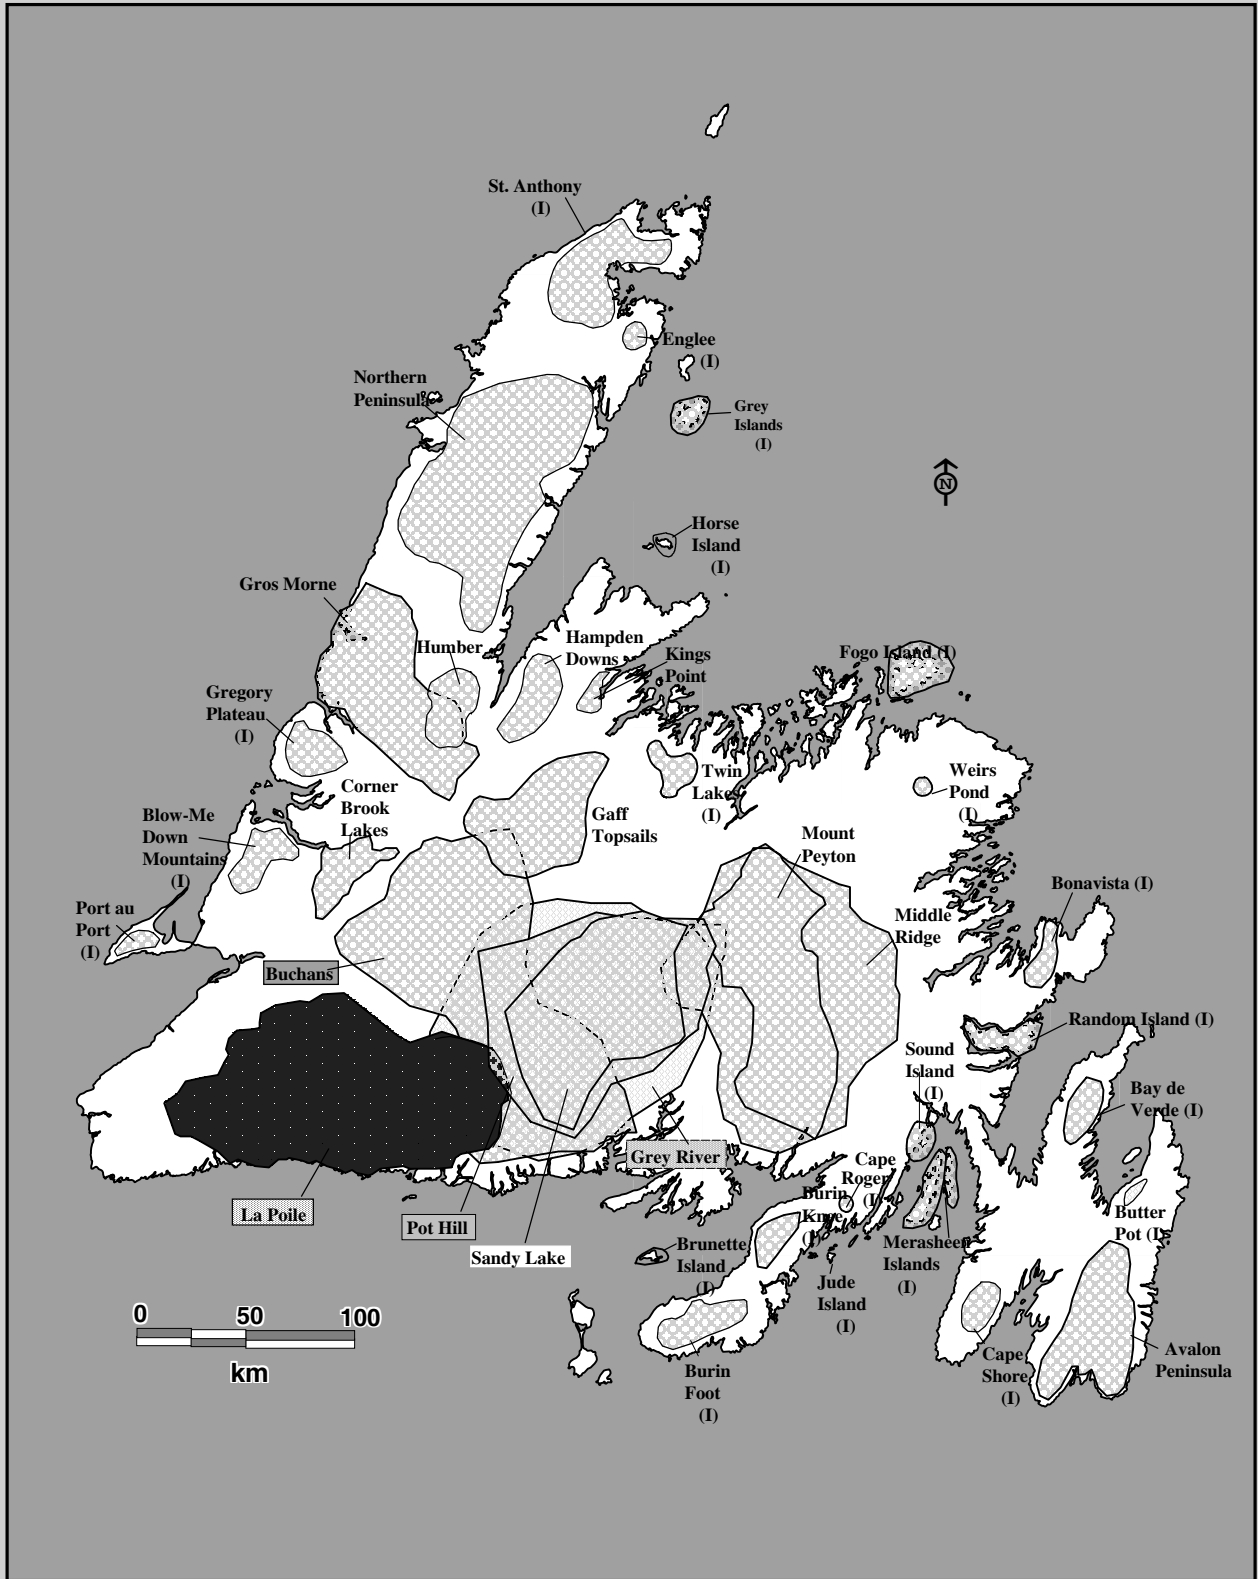 St. Anthony
(I)
Englee
(I)
Northern
Peninsula
Grey
Islands
(I)
N
Horse
Island
(I)
Gros Morne
Humber
Hampden
Downs
Kings
Point
Fogo Island (I)
Gregory
Plateau
(I)
Corner
Brook
Lakes
Twin
Lakes
(I)
Weirs
Pond
(I)
Blow-Me
Down
Mountains
(I)
Gaff
Topsails
Mount
Peyton
Bonavista (I)
Port au
Port
(I)
Middle
Ridge
Buchans
Random Island (I)
Sound
Island
(I)
Bay de
Verde (I)
Grey River
Cape
Roger
(I)
Burin
Knee
(I)
La Poile
Pot Hill
Sandy Lake
Butter
Pot (I)
Brunette
Island
(I)
Merasheen
Islands
(I)
Jude
Island
(I)
0 50 100
km
Burin
Foot
(I)
Cape
Shore
(I)
Avalon
Peninsula